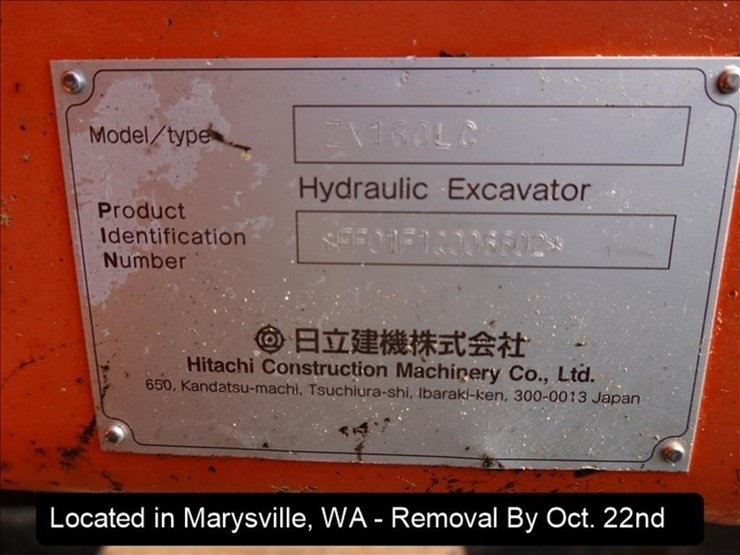 Model/type
ZX160LC
Hydraulic Excavator
Product
Identification
Number
*FF01F1Q006602*
日立建機株式会社
Hitachi Construction Machinery Co., Ltd.
650, Kandatsu-machi, Tsuchiura-shi, Ibaraki-ken, 300-0013 Japan
Located in Marysville, WA - Removal By Oct. 22nd